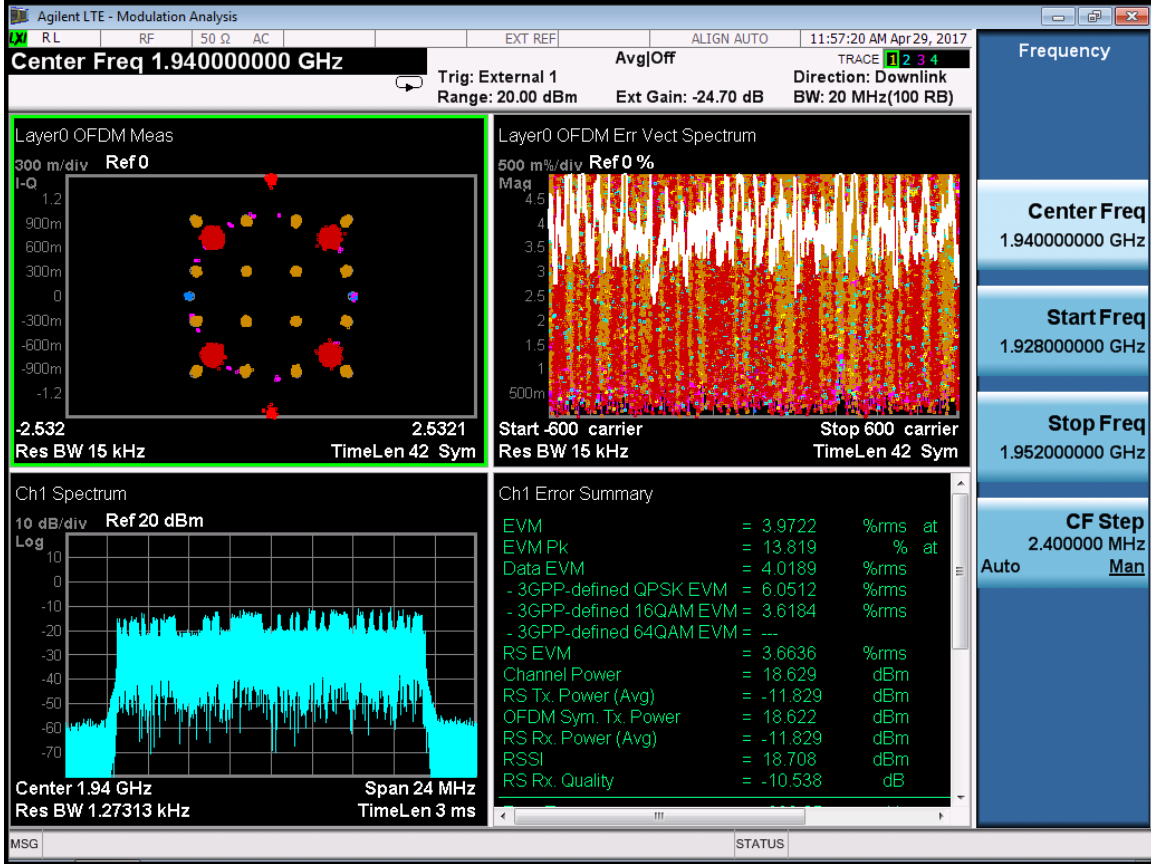 Agilent LTE - Modulation Analysis
LXI RL RF 50 Ω AC EXT REF ALIGN AUTO 11:57:20 AM Apr 29, 2017
Center Freq 1.940000000 GHz
Avg|Off
TRACE 1 2 3 4
Trig: External 1
Direction: Downlink
Range: 20.00 dBm Ext Gain: -24.70 dB BW: 20 MHz(100 RB)
Layer0 OFDM Meas
300 m/div Ref 0
I-Q
1.2
900m
600m
300m
0
-300m
-600m
-900m
-1.2
-2.532 2.5321
Res BW 15 kHz TimeLen 42 Sym
Layer0 OFDM Err Vect Spectrum
500 m%/div Ref 0 %
Mag
4.5
4
3.5
3
2.5
2
1.5
1
500m
Start -600 carrier Stop 600 carrier
Res BW 15 kHz TimeLen 42 Sym
Ch1 Spectrum
10 dB/div Ref 20 dBm
Log
10
0
-10
-20
-30
-40
-50
-60
-70
Center 1.94 GHz Span 24 MHz
Res BW 1.27313 kHz TimeLen 3 ms
Ch1 Error Summary
EVM = 3.9722 %rms at
EVM Pk = 13.819 % at
Data EVM = 4.0189 %rms
- 3GPP-defined QPSK EVM = 6.0512 %rms
- 3GPP-defined 16QAM EVM = 3.6184 %rms
- 3GPP-defined 64QAM EVM = ---
RS EVM = 3.6636 %rms
Channel Power = 18.629 dBm
RS Tx. Power (Avg) = -11.829 dBm
OFDM Sym. Tx. Power = 18.622 dBm
RS Rx. Power (Avg) = -11.829 dBm
RSSI = 18.708 dBm
RS Rx. Quality = -10.538 dB
Frequency
Center Freq
1.940000000 GHz
Start Freq
1.928000000 GHz
Stop Freq
1.952000000 GHz
CF Step
2.400000 MHz
Auto Man
MSG STATUS